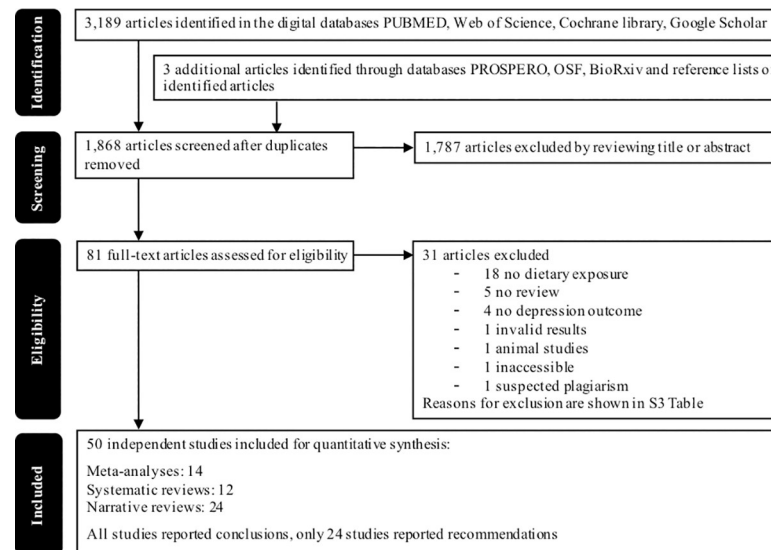 Identification
3,189 articles identified in the digital databases PUBMED, Web of Science, Cochrane library, Google Scholar
3 additional articles identified through databases PROSPERO, OSF, BioRxiv and reference lists o
identified articles
Screening
1,868 articles screened after duplicates
removed
1,787 articles excluded by reviewing title or abstract
Eligibility
81 full-text articles assessed for eligibility
31 articles excluded
- 18 no dietary exposure
- 5 no review
- 4 no depression outcome
- 1 invalid results
- 1 animal studies
- 1 inaccessible
- 1 suspected plagiarism
Reasons for exclusion are shown in S3 Table
Included
50 independent studies included for quantitative synthesis:
Meta-analyses: 14
Systematic reviews: 12
Narrative reviews: 24
All studies reported conclusions, only 24 studies reported recommendations